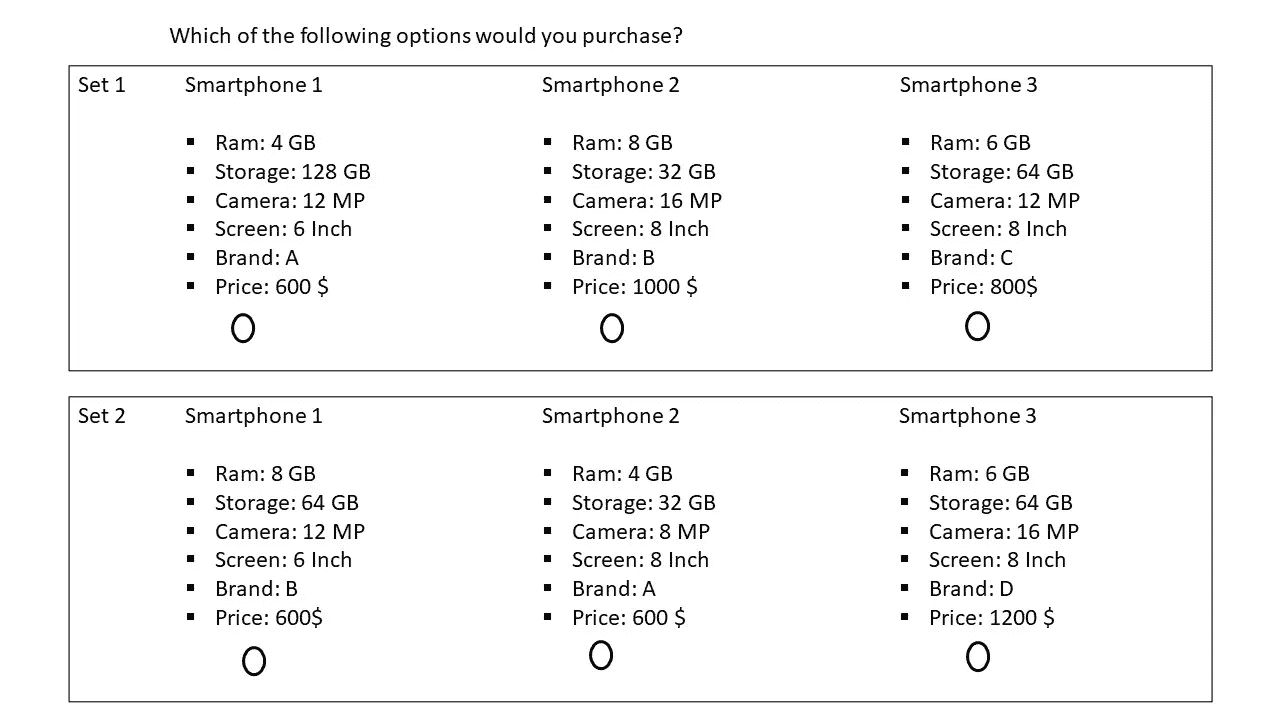 Which of the following options would you purchase?
Set 1 Smartphone 1 Smartphone 2 Smartphone 3
▪ Ram: 4 GB ▪ Ram: 8 GB ▪ Ram: 6 GB
▪ Storage: 128 GB ▪ Storage: 32 GB ▪ Storage: 64 GB
▪ Camera: 12 MP ▪ Camera: 16 MP ▪ Camera: 12 MP
▪ Screen: 6 Inch ▪ Screen: 8 Inch ▪ Screen: 8 Inch
▪ Brand: A ▪ Brand: B ▪ Brand: C
▪ Price: 600 $ ▪ Price: 1000 $ ▪ Price: 800$
Set 2 Smartphone 1 Smartphone 2 Smartphone 3
▪ Ram: 8 GB ▪ Ram: 4 GB ▪ Ram: 6 GB
▪ Storage: 64 GB ▪ Storage: 32 GB ▪ Storage: 64 GB
▪ Camera: 12 MP ▪ Camera: 8 MP ▪ Camera: 16 MP
▪ Screen: 6 Inch ▪ Screen: 8 Inch ▪ Screen: 8 Inch
▪ Brand: B ▪ Brand: A ▪ Brand: D
▪ Price: 600$ ▪ Price: 600 $ ▪ Price: 1200 $